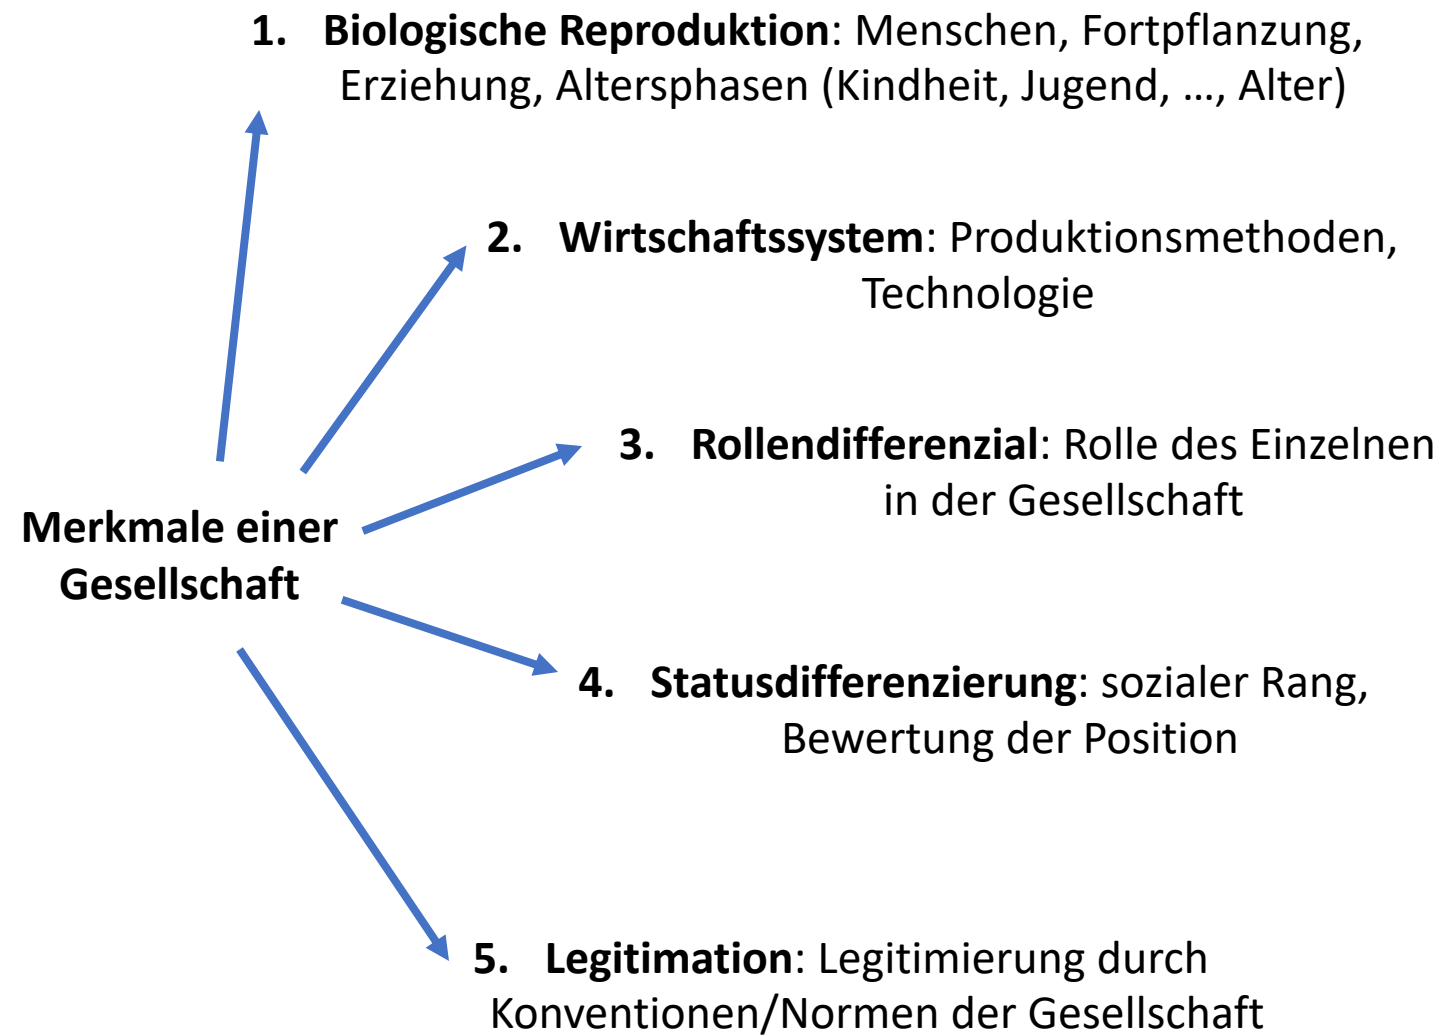 1. Biologische Reproduktion: Menschen, Fortpflanzung,
Erziehung, Altersphasen (Kindheit, Jugend, …, Alter)
2. Wirtschaftssystem: Produktionsmethoden,
Technologie
3. Rollendifferenzial: Rolle des Einzelnen
in der Gesellschaft
Merkmale einer
Gesellschaft
4. Statusdifferenzierung: sozialer Rang,
Bewertung der Position
5. Legitimation: Legitimierung durch
Konventionen/Normen der Gesellschaft